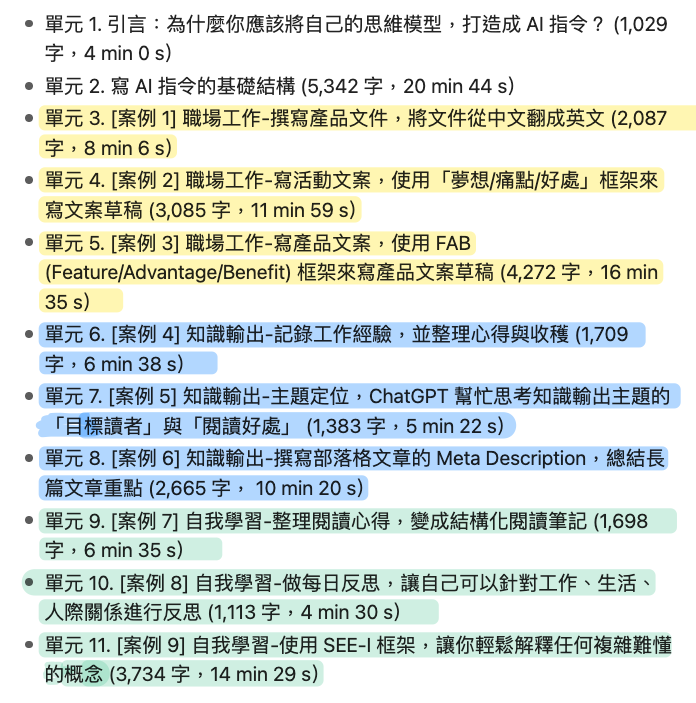 單元 1. 引言：為什麼你應該將自己的思維模型，打造成 AI 指令？ (1,029
字，4 min 0 s)
單元 2. 寫 AI 指令的基礎結構 (5,342 字，20 min 44 s)
單元 3. [案例 1] 職場工作-撰寫產品文件，將文件從中文翻成英文 (2,087
字，8 min 6 s)
單元 4. [案例 2] 職場工作-寫活動文案，使用「夢想/痛點/好處」框架來
寫文案草稿 (3,085 字，11 min 59 s)
單元 5. [案例 3] 職場工作-寫產品文案，使用 FAB
(Feature/Advantage/Benefit) 框架來寫產品文案草稿 (4,272 字，16 min
35 s)
單元 6. [案例 4] 知識輸出-記錄工作經驗，並整理心得與收穫 (1,709
字，6 min 38 s)
單元 7. [案例 5] 知識輸出-主題定位，ChatGPT 幫忙思考知識輸出主題的
「目標讀者」與「閱讀好處」 (1,383 字，5 min 22 s)
單元 8. [案例 6] 知識輸出-撰寫部落格文章的 Meta Description，總結長
篇文章重點 (2,665 字， 10 min 20 s)
單元 9. [案例 7] 自我學習-整理閱讀心得，變成結構化閱讀筆記 (1,698
字，6 min 35 s)
單元 10. [案例 8] 自我學習-做每日反思，讓自己可以針對工作、生活、
人際關係進行反思 (1,113 字，4 min 30 s)
單元 11. [案例 9] 自我學習-使用 SEE-I 框架，讓你輕鬆解釋任何複雜難懂
的概念 (3,734 字，14 min 29 s)